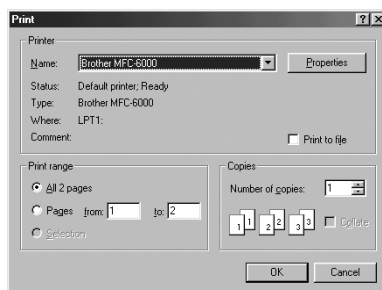 Print
Printer
Name: Brother MFC-6000 Properties
Status: Default printer; Ready
Type: Brother MFC-6000
Where: LPT1:
Comment: Print to file
Print range
All 2 pages
Pages from: 1 to: 2
Selection
Copies
Number of copies: 1
1 1 2 2 3 3 Collate
OK Cancel